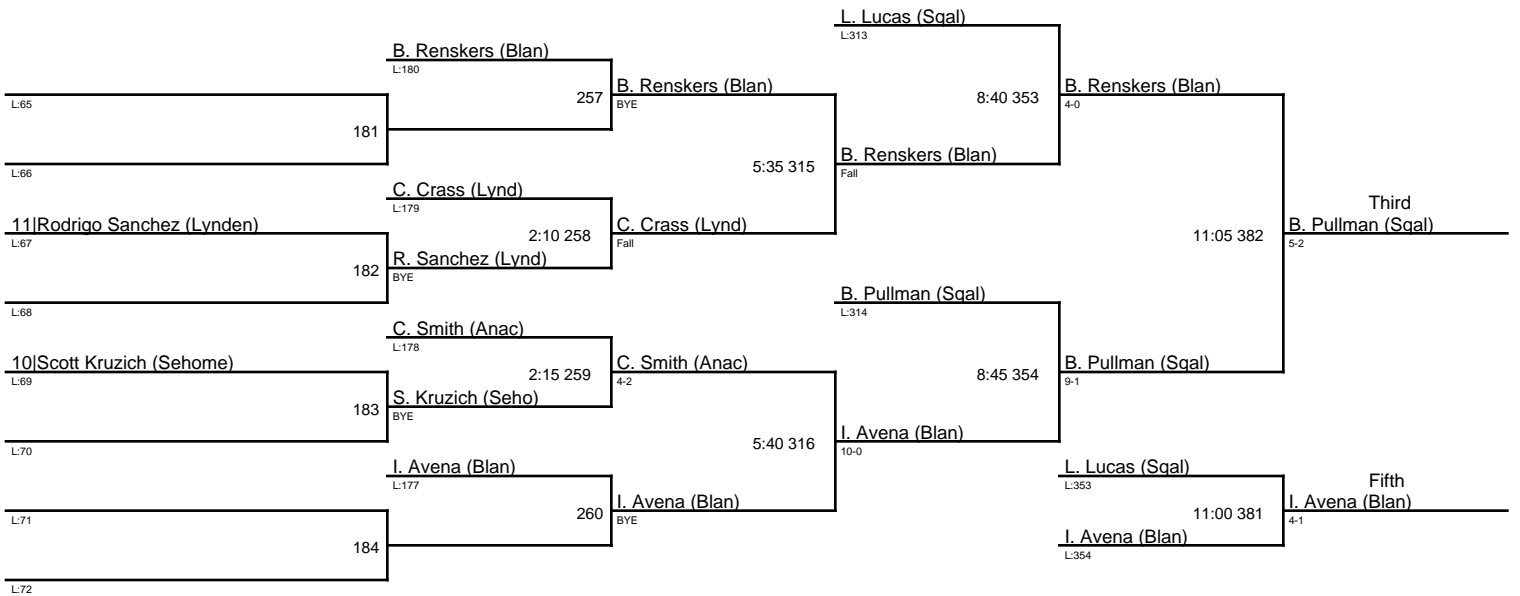 L. Lucas (Sqal)
L:313
B. Renskers (Blan)
L:180
257
B. Renskers (Blan)
BYE
8:40 353
B. Renskers (Blan)
4-0
L:65
181
L:66
5:35 315
B. Renskers (Blan)
Fall
C. Crass (Lynd)
L:179
11|Rodrigo Sanchez (Lynden)
L:67
2:10 258
C. Crass (Lynd)
Fall
182
R. Sanchez (Lynd)
BYE
L:68
11:05 382
Third
B. Pullman (Sqal)
5-2
B. Pullman (Sqal)
L:314
C. Smith (Anac)
L:178
10|Scott Kruzich (Sehome)
L:69
2:15 259
C. Smith (Anac)
4-2
8:45 354
B. Pullman (Sqal)
9-1
183
S. Kruzich (Seho)
BYE
L:70
5:40 316
I. Avena (Blan)
10-0
I. Avena (Blan)
L:177
L:71
260
I. Avena (Blan)
BYE
184
L:72
L. Lucas (Sqal)
L:353
11:00 381
Fifth
I. Avena (Blan)
4-1
I. Avena (Blan)
L:354